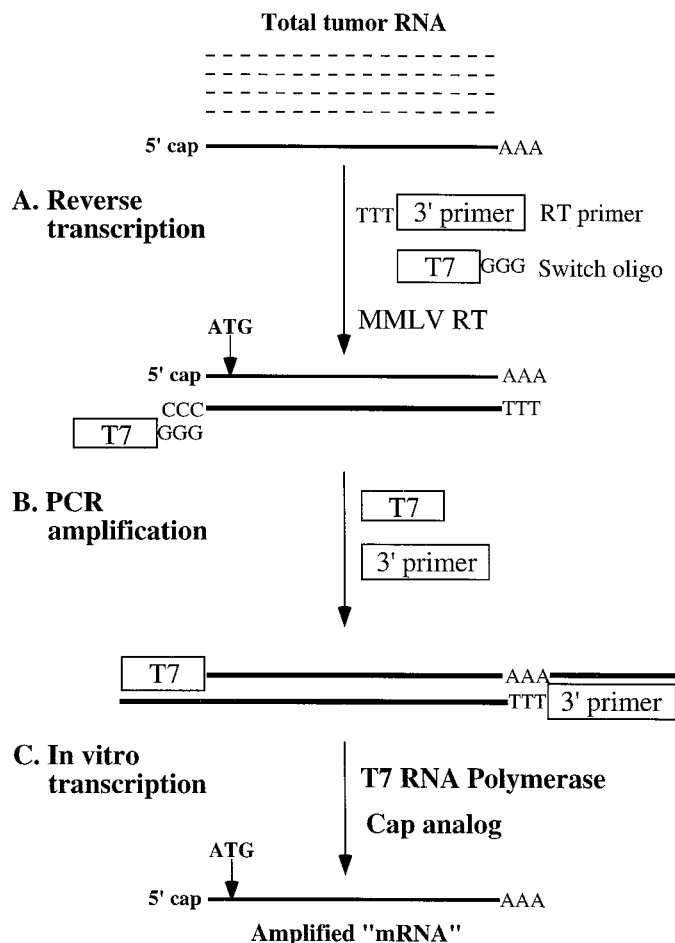 Total tumor RNA
5' cap AAA
A. Reverse transcription
TTT 3' primer RT primer
T7 GGG Switch oligo
MMLV RT
ATG
5' cap AAA
CCC TTT
T7 GGG
B. PCR amplification
T7
3' primer
T7 AAA
TTT 3' primer
C. In vitro transcription
T7 RNA Polymerase
Cap analog
ATG
5' cap AAA
Amplified "mRNA"